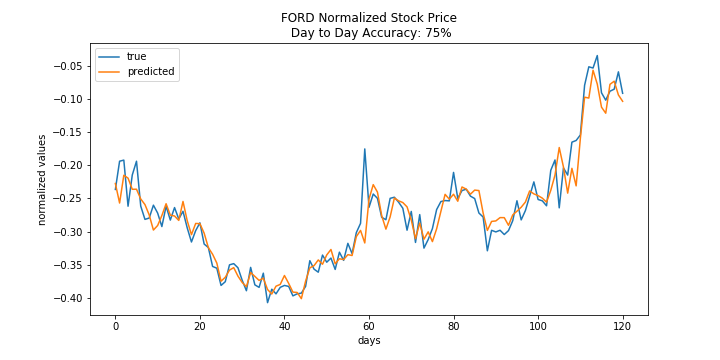 FORD Normalized Stock Price
Day to Day Accuracy: 75%
true
predicted
normalized values
−0.05
−0.10
−0.15
−0.20
−0.25
−0.30
−0.35
−0.40
0
20
40
60
80
100
120
days